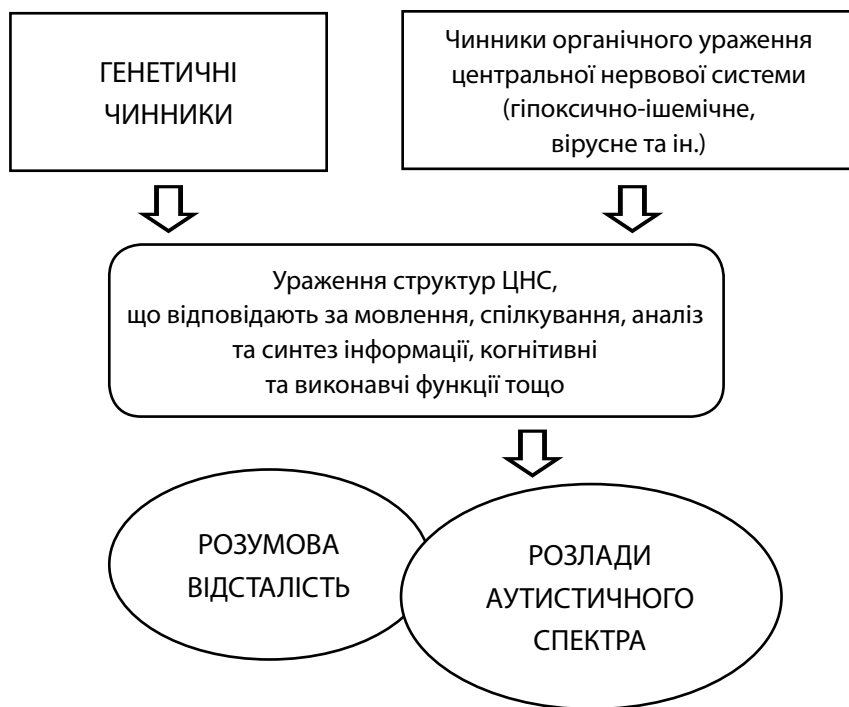 ГЕНЕТИЧНІ
ЧИННИКИ
Чинники органічного ураження
центральної нервової системи
(гіпоксично-ішемічне,
вірусне та ін.)
Ураження структур ЦНС,
що відповідають за мовлення, спілкування, аналіз
та синтез інформації, когнітивні
та виконавчі функції тощо
РОЗУМОВА
ВІДСТАЛІСТЬ
РОЗЛАДИ
АУТИСТИЧНОГО
СПЕКТРА